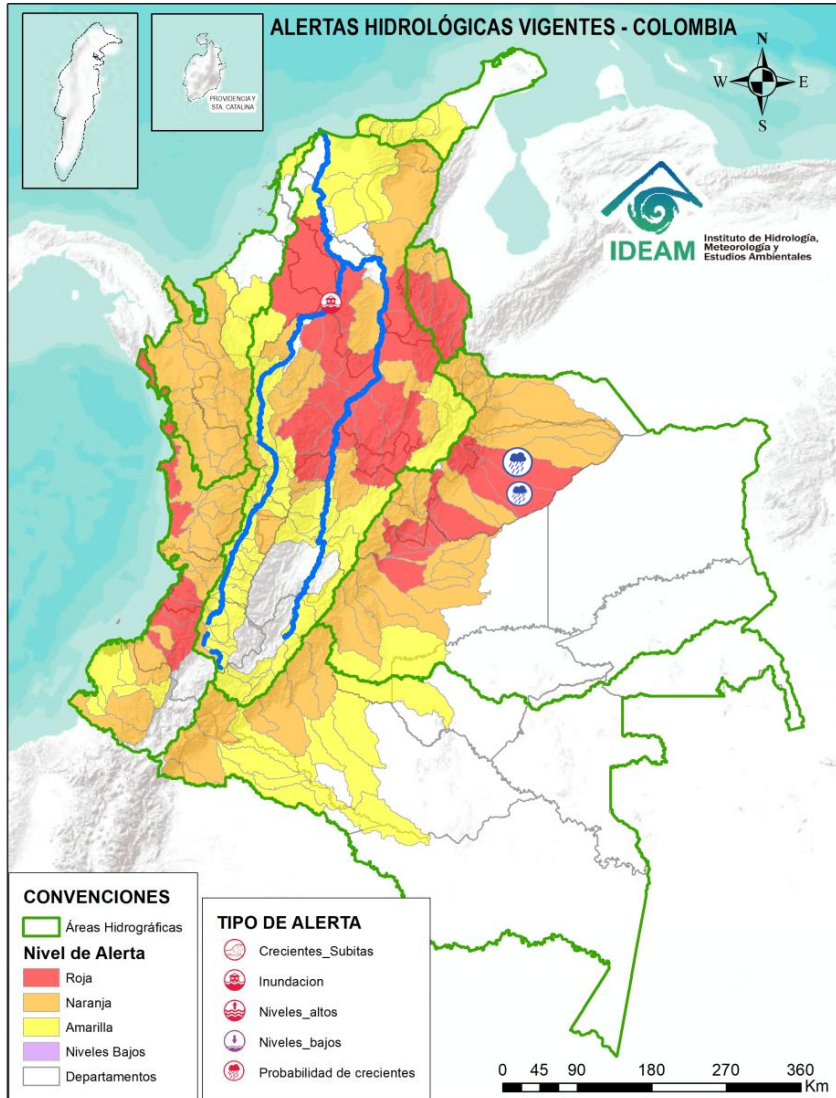 ALERTAS HIDROLÓGICAS VIGENTES - COLOMBIA
PROVIDENCIA Y
STA. CATALINA
N
W
E
S
IDEAM
Instituto de Hidrología,
Meteorología y
Estudios Ambientales
CONVENCIONES
Áreas Hidrográficas
Nivel de Alerta
Roja
Naranja
Amarilla
Niveles Bajos
Departamentos
TIPO DE ALERTA
Crecientes_Subitas
Inundacion
Niveles_altos
Niveles_bajos
Probabilidad de crecientes
0 45 90 180 270 360
Km